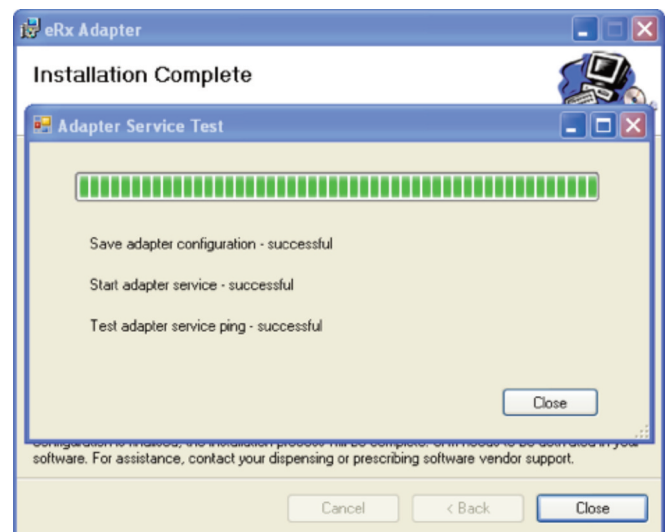 eRx Adapter
Installation Complete
Adapter Service Test
Save adapter configuration - successful
Start adapter service - successful
Test adapter service ping - successful
Close
software. For assistance, contact your dispensing or prescribing software vendor support.
Cancel
< Back
Close